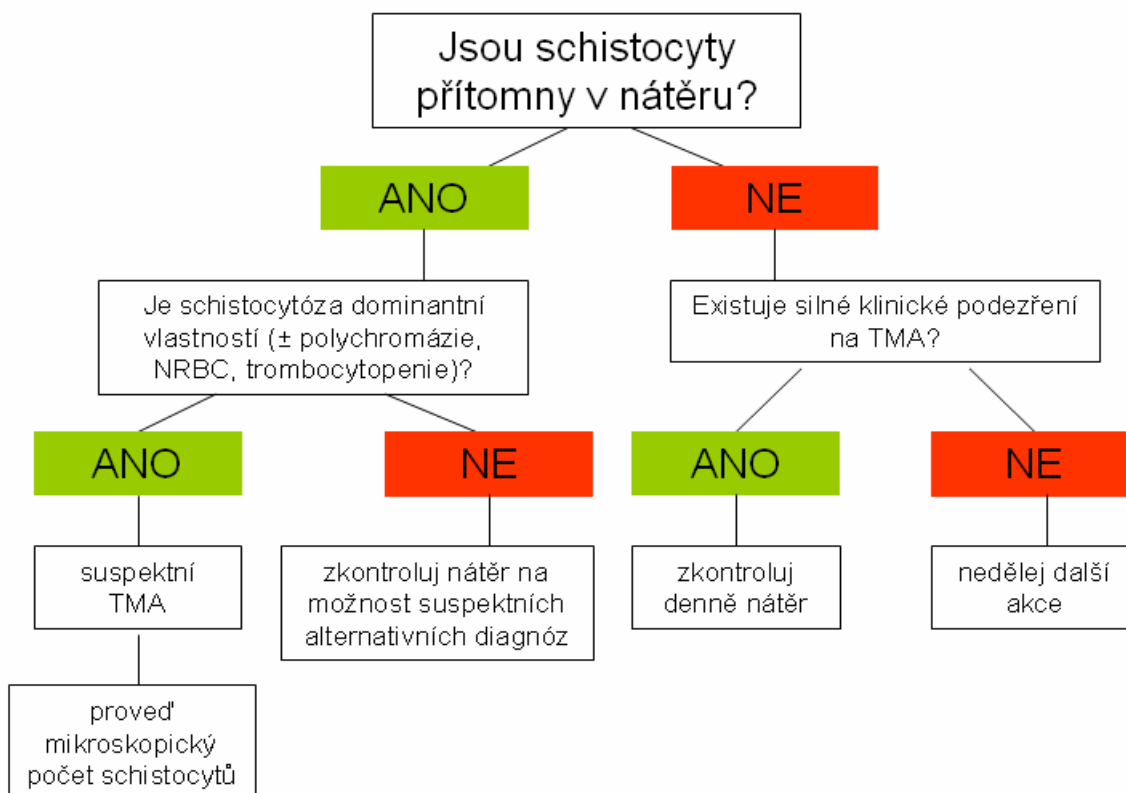 Jsou schistocyty
přítomny v nátěru?
ANO
NE
Je schistocytóza dominantní
vlastností (± polychromázie,
NRBC, trombocytopenie)?
Existuje silné klinické podezření
na TMA?
ANO
NE
ANO
NE
suspektní
TMA
zkontroluj nátěr na
možnost suspektních
alternativních diagnóz
zkontroluj
denně nátěr
nedělej další
akce
proveď
mikroskopický
počet schistocytů